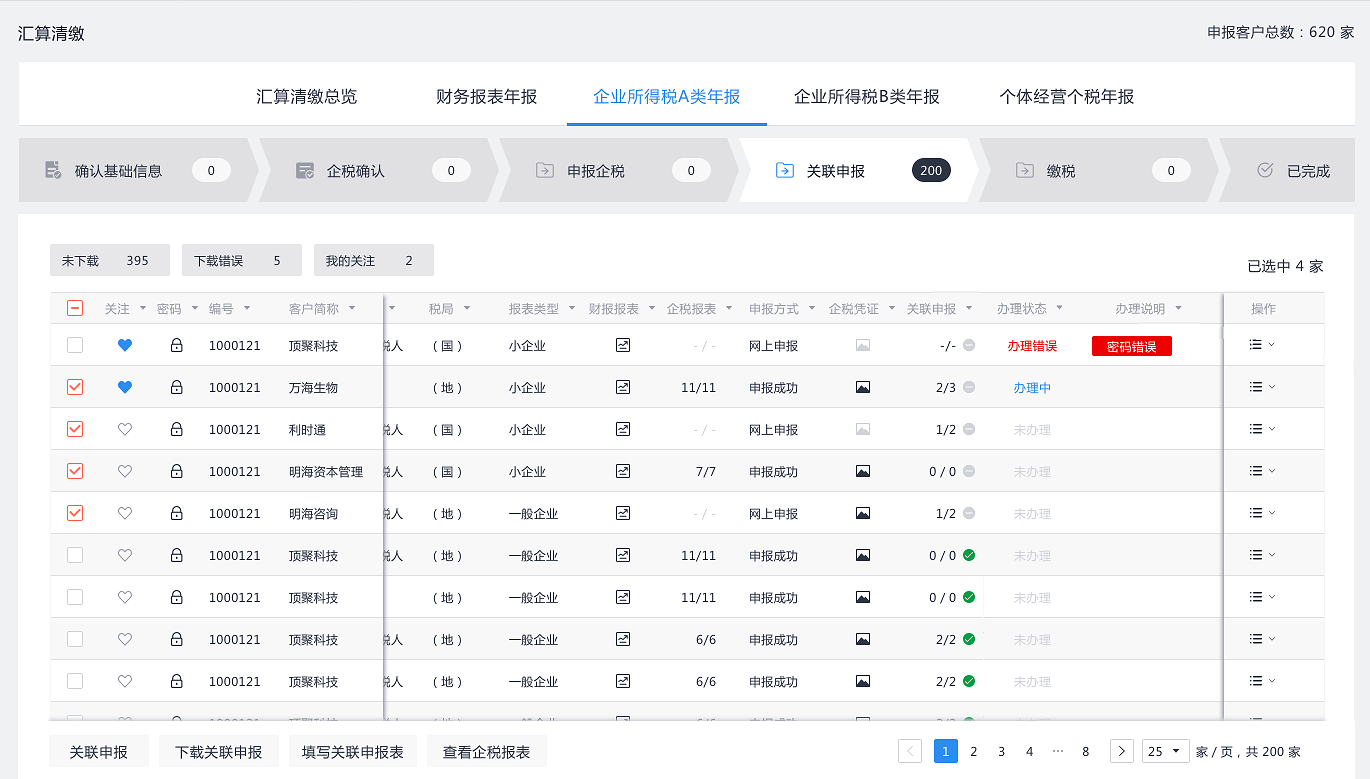 汇算清缴
申报客户总数：620 家
汇算清缴总览 财务报表年报 企业所得税A类年报 企业所得税B类年报 个体经营个税年报
确认基础信息 0 企税确认 0 申报企税 0 关联申报 200 缴税 0 已完成
未下载 395 下载错误 5 我的关注 2
已选中 4 家
关注 密码 编号 客户简称 税局 报表类型 财报报表 企税报表 申报方式 企税凭证 关联申报 办理状态 办理说明 操作
1000121 顶聚科技 税人 （国） 小企业 - / - 网上申报 -/- 办理错误 密码错误
1000121 万海生物 （地） 小企业 11/11 申报成功 2/3 办理中
1000121 利时通 税人 （国） 小企业 - / - 网上申报 1/2 未办理
1000121 明海资本管理 税人 （国） 小企业 7/7 申报成功 0 / 0 未办理
1000121 明海咨询 税人 （地） 一般企业 - / - 网上申报 1/2 未办理
1000121 顶聚科技 税人 （地） 一般企业 11/11 申报成功 0 / 0 未办理
1000121 顶聚科技 （地） 一般企业 11/11 申报成功 0 / 0 未办理
1000121 顶聚科技 税人 （地） 一般企业 6/6 申报成功 2/2 未办理
1000121 顶聚科技 税人 （地） 一般企业 6/6 申报成功 2/2 未办理
关联申报 下载关联申报 填写关联申报表 查看企税报表
1 2 3 4 ··· 8 25 家 / 页，共 200 家